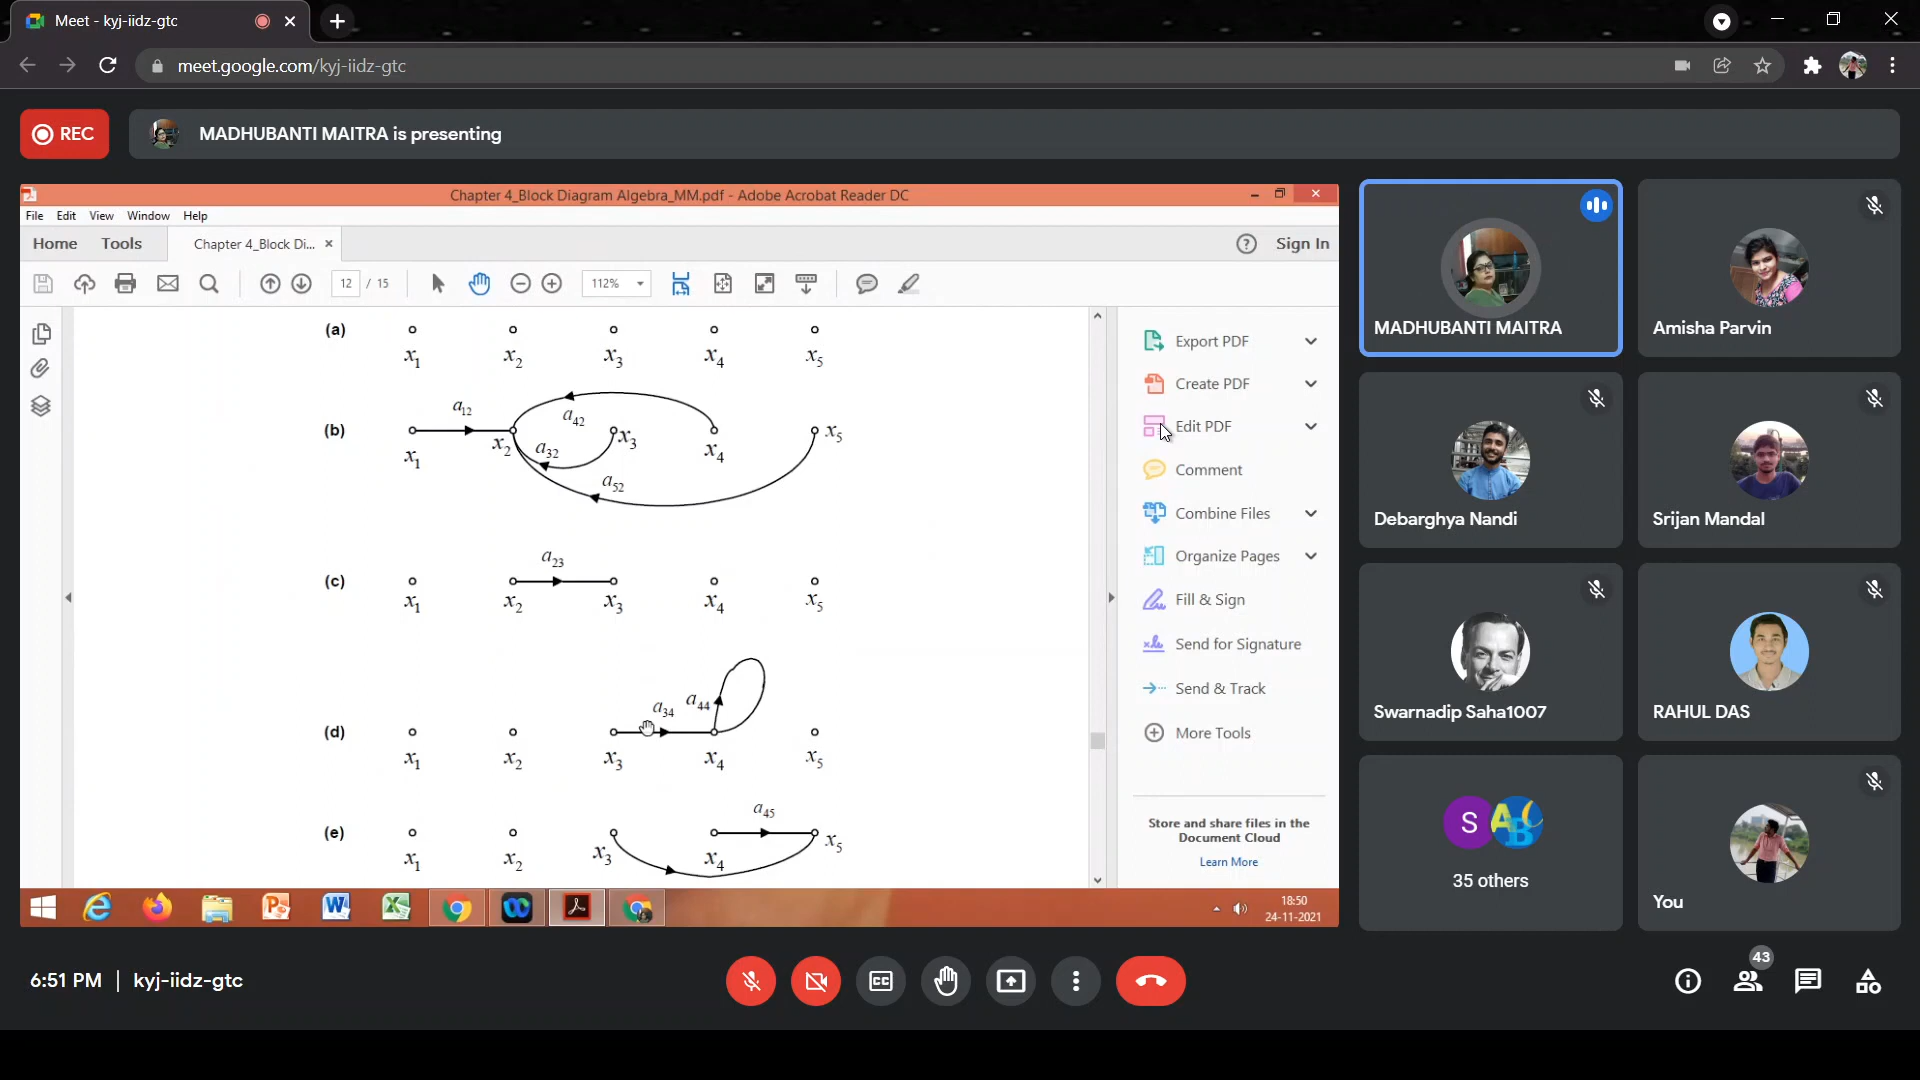 Meet - kyj-iidz-gtc
meet.google.com/kyj-iidz-gtc
REC
MADHUBANTI MAITRA is presenting
Chapter 4_Block Diagram Algebra_MM.pdf - Adobe Acrobat Reader DC
File Edit View Window Help
Home Tools Chapter 4_Block Di... Sign In
12 / 15 112%
(a) x1 x2 x3 x4 x5
(b) a12 a42 a32 a52 x1 x2 x3 x4 x5
a23
(c) x1 x2 x3 x4 x5
a34 a44
(d) x1 x2 x3 x4 x5
a45
(e) x1 x2 x3 x4 x5
Export PDF
Create PDF
Edit PDF
Comment
Combine Files
Organize Pages
Fill & Sign
Send for Signature
Send & Track
More Tools
Store and share files in the
Document Cloud
Learn More
18:50
24-11-2021
MADHUBANTI MAITRA
Amisha Parvin
Debarghya Nandi
Srijan Mandal
Swarnadip Saha1007
RAHUL DAS
S AB
35 others
You
6:51 PM | kyj-iidz-gtc
CC
43